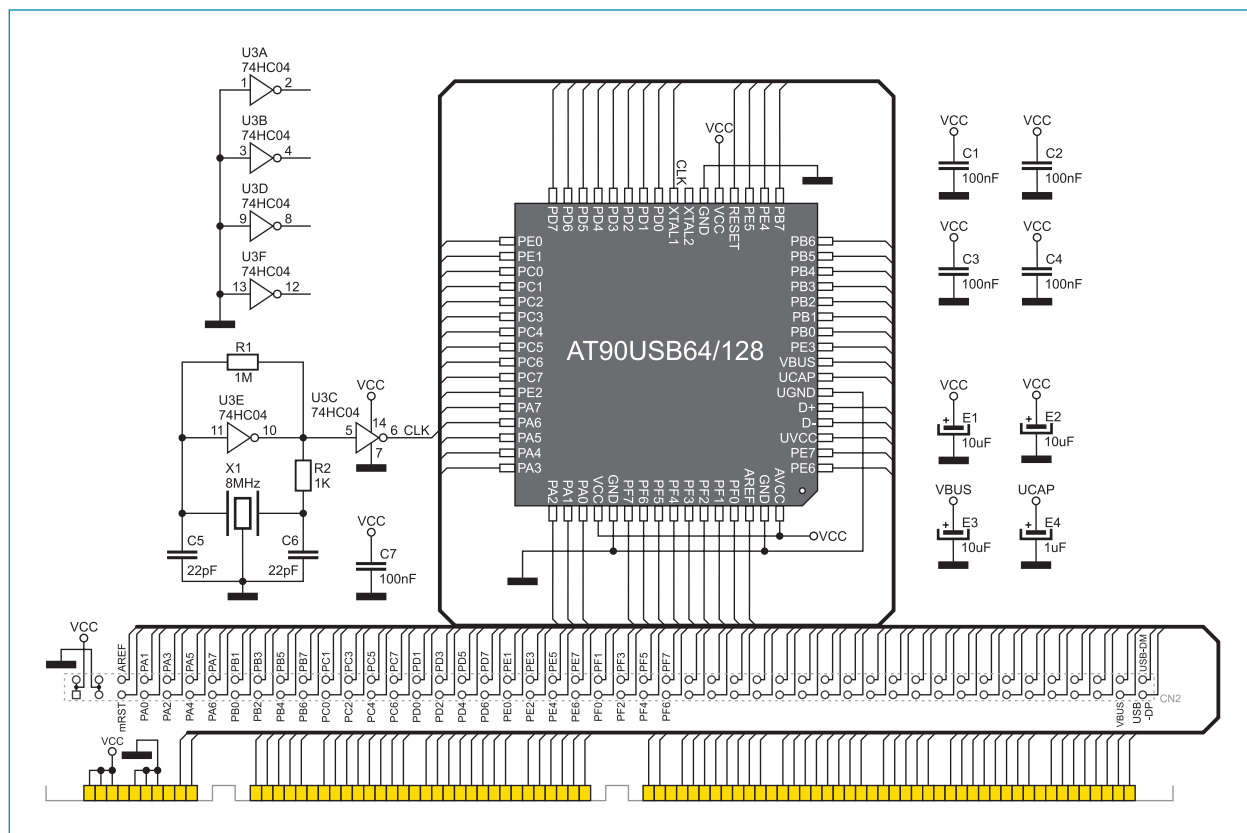 U3A
74HC04
1 2
U3B
74HC04
3 4
U3D
74HC04
9 8
U3F
74HC04
13 12
R1
1M
U3E
74HC04
11 10
U3C
74HC04
VCC
14
5 6 CLK
7
R2
1K
X1
8MHz
C5
22pF
C6
22pF
VCC
C7
100nF
VCC
CLK
PD7 PD6 PD5 PD4 PD3 PD2 PD1 PD0 XTAL1 XTAL2 GND VCC RESET PE5 PE4 PB7
PE0
PE1
PC0
PC1
PC2
PC3
PC4
PC5
PC6
PC7
PE2
PA7
PA6
PA5
PA4
PA3
AT90USB64/128
PB6
PB5
PB4
PB3
PB2
PB1
PB0
PE3
VBUS
UCAP
UGND
D+
D-
UVCC
PE7
PE6
PA2 PA1 PA0 VCC GND PF7 PF6 PF5 PF4 PF3 PF2 PF1 PF0 AREF GND AVCC
VCC
VCC
C1
100nF
VCC
C2
100nF
VCC
C3
100nF
VCC
C4
100nF
VCC
+ E1
10uF
VCC
+ E2
10uF
VBUS
+ E3
10uF
UCAP
+ E4
1uF
VCC
AREF PA1 PA3 PA5 PA7 PB1 PB3 PB5 PB7 PC1 PC3 PC5 PC7 PD1 PD3 PD5 PD7 PE1 PE3 PE5 PE7 PF1 PF3 PF5 PF7 USB-DM
mRST PA0 PA2 PA4 PA6 PB0 PB2 PB4 PB6 PC0 PC2 PC4 PC6 PD0 PD2 PD4 PD6 PE0 PE2 PE4 PE6 PF0 PF2 PF4 PF6 VBUS USB -DP
CN2
VCC